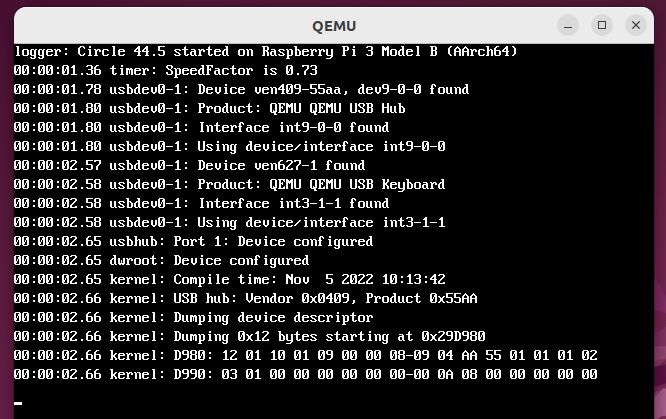 QEMU
logger: Circle 44.5 started on Raspberry Pi 3 Model B (AArch64)
00:00:01.36 timer: SpeedFactor is 0.73
00:00:01.78 usbdev0-1: Device ven409-55aa, dev9-0-0 found
00:00:01.80 usbdev0-1: Product: QEMU QEMU USB Hub
00:00:01.80 usbdev0-1: Interface int9-0-0 found
00:00:01.80 usbdev0-1: Using device/interface int9-0-0
00:00:02.57 usbdev0-1: Device ven627-1 found
00:00:02.58 usbdev0-1: Product: QEMU QEMU USB Keyboard
00:00:02.58 usbdev0-1: Interface int3-1-1 found
00:00:02.58 usbdev0-1: Using device/interface int3-1-1
00:00:02.65 usbhub: Port 1: Device configured
00:00:02.65 dwroot: Device configured
00:00:02.65 kernel: Compile time: Nov  5 2022 10:13:42
00:00:02.66 kernel: USB hub: Vendor 0x0409, Product 0x55AA
00:00:02.66 kernel: Dumping device descriptor
00:00:02.66 kernel: Dumping 0x12 bytes starting at 0x29D980
00:00:02.66 kernel: D980: 12 01 10 01 09 00 00 08-09 04 AA 55 01 01 01 02
00:00:02.66 kernel: D990: 03 01 00 00 00 00 00 00-00 0A 08 00 00 00 00 00